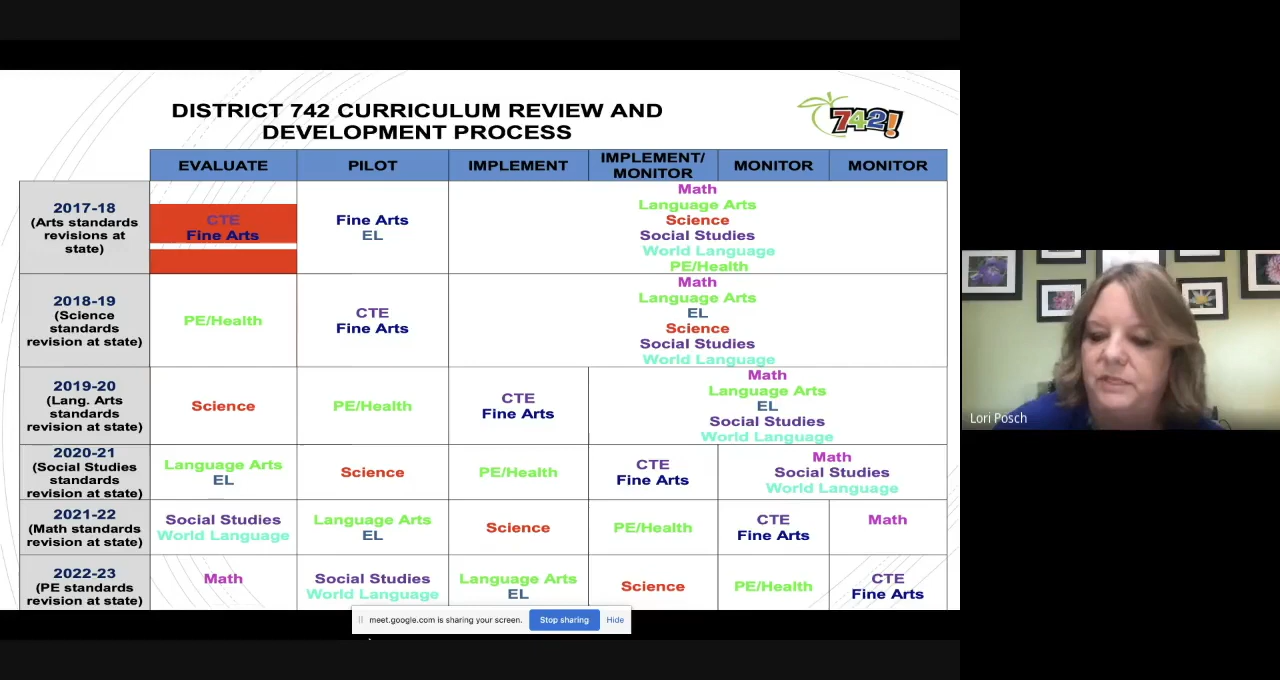 DISTRICT 742 CURRICULUM REVIEW AND
DEVELOPMENT PROCESS
742!
EVALUATE
PILOT
IMPLEMENT
IMPLEMENT/
MONITOR
MONITOR
MONITOR
2017-18
(Arts standards
revisions at
state)
CTE
Fine Arts
Fine Arts
EL
Math
Language Arts
Science
Social Studies
World Language
PE/Health
2018-19
(Science
standards
revision at state)
PE/Health
CTE
Fine Arts
Math
Language Arts
EL
Science
Social Studies
World Language
2019-20
(Lang. Arts
standards
revision at state)
Science
PE/Health
CTE
Fine Arts
Math
Language Arts
EL
Social Studies
World Language
2020-21
(Social Studies
standards
revision at state)
Language Arts
EL
Science
PE/Health
CTE
Fine Arts
Math
Social Studies
World Language
2021-22
(Math standards
revision at state)
Social Studies
World Language
Language Arts
EL
Science
PE/Health
CTE
Fine Arts
Math
2022-23
(PE standards
revision at state)
Math
Social Studies
World Language
Language Arts
EL
Science
PE/Health
CTE
Fine Arts
meet.google.com is sharing your screen.
Stop sharing
Hide
Lori Posch